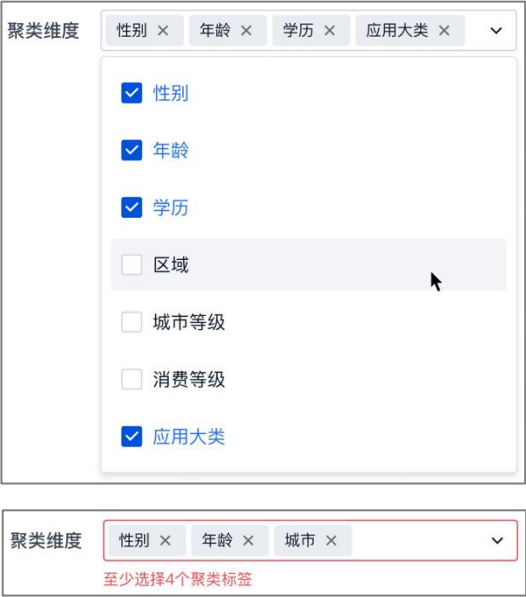 聚类维度 性别 年龄 学历 应用大类
性别
年龄
学历
区域
城市等级
消费等级
应用大类
聚类维度 性别 年龄 城市
至少选择4个聚类标签